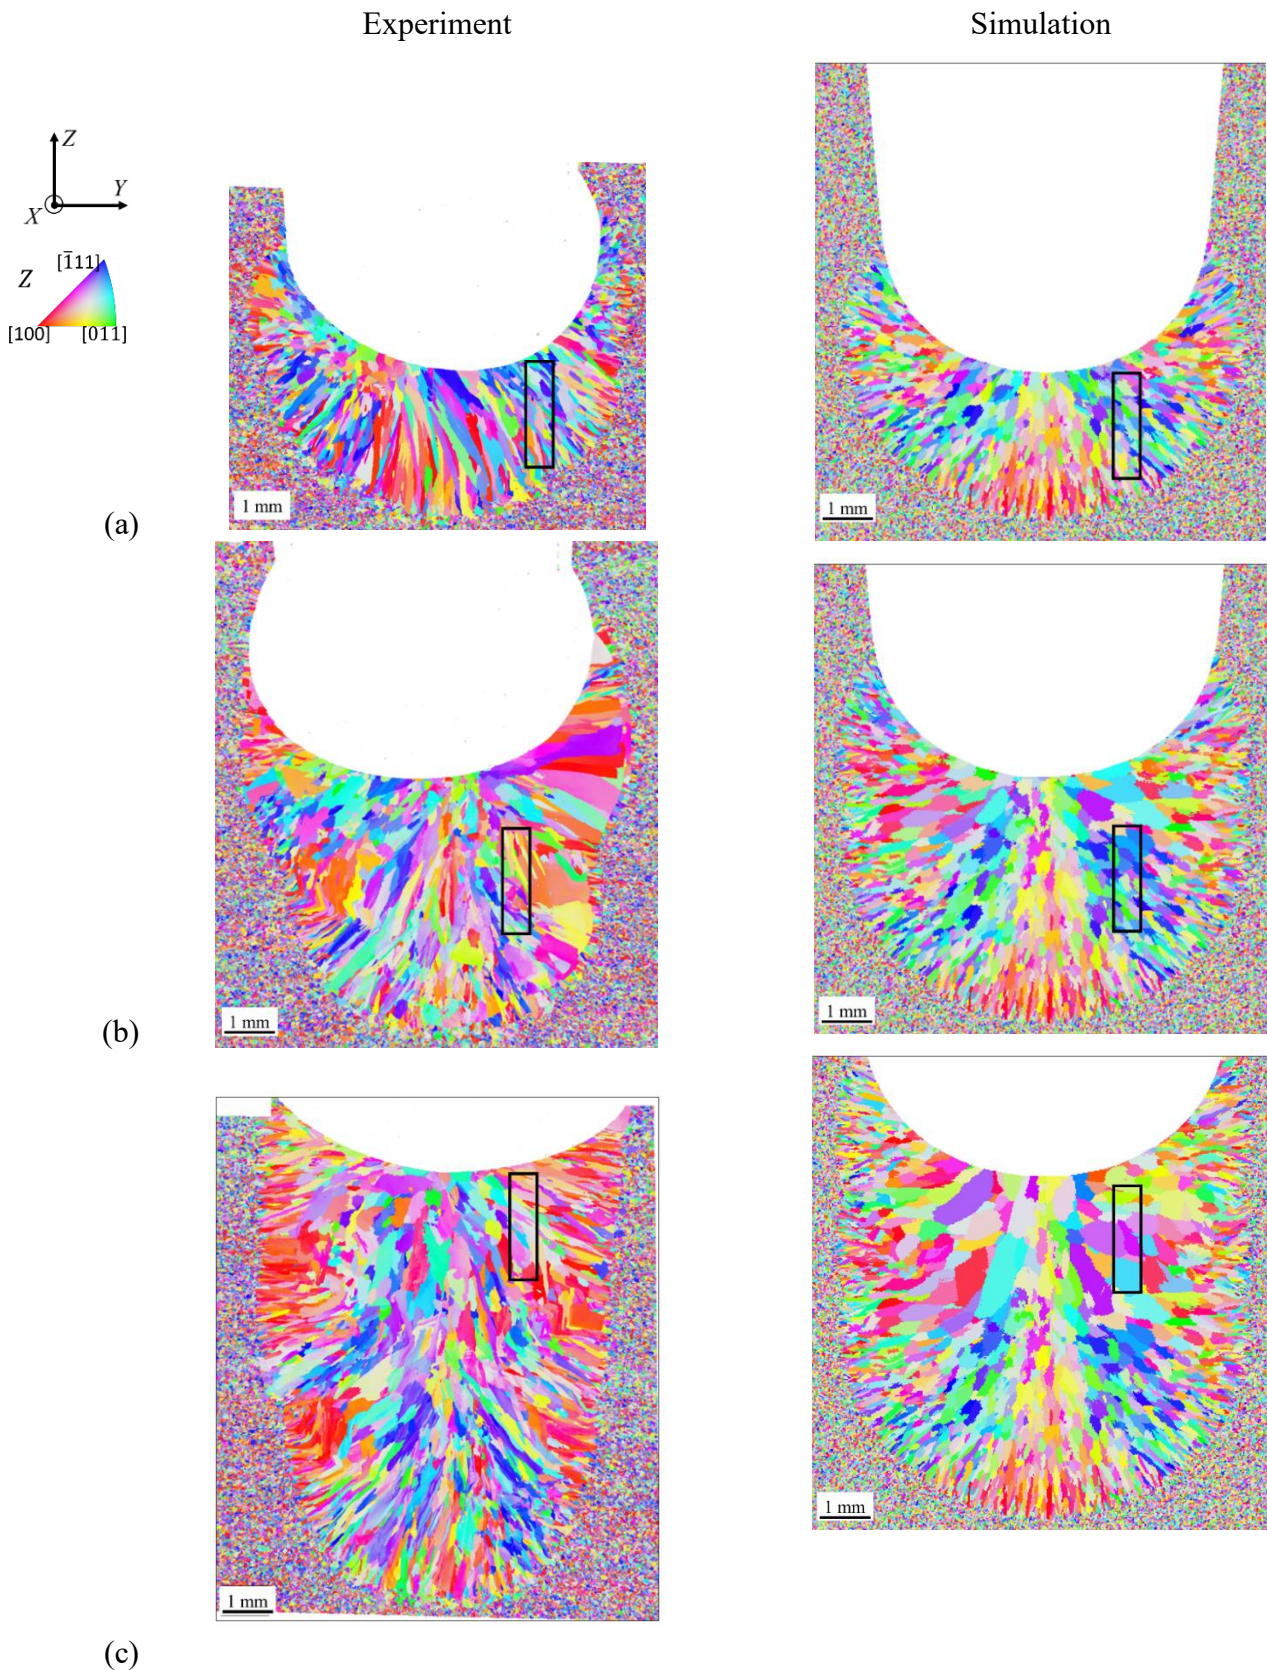 Experiment
Simulation
Z
Y
X
[1̅11]
Z
[100]
[011]
1 mm
1 mm
(a)
1 mm
1 mm
(b)
1 mm
1 mm
(c)